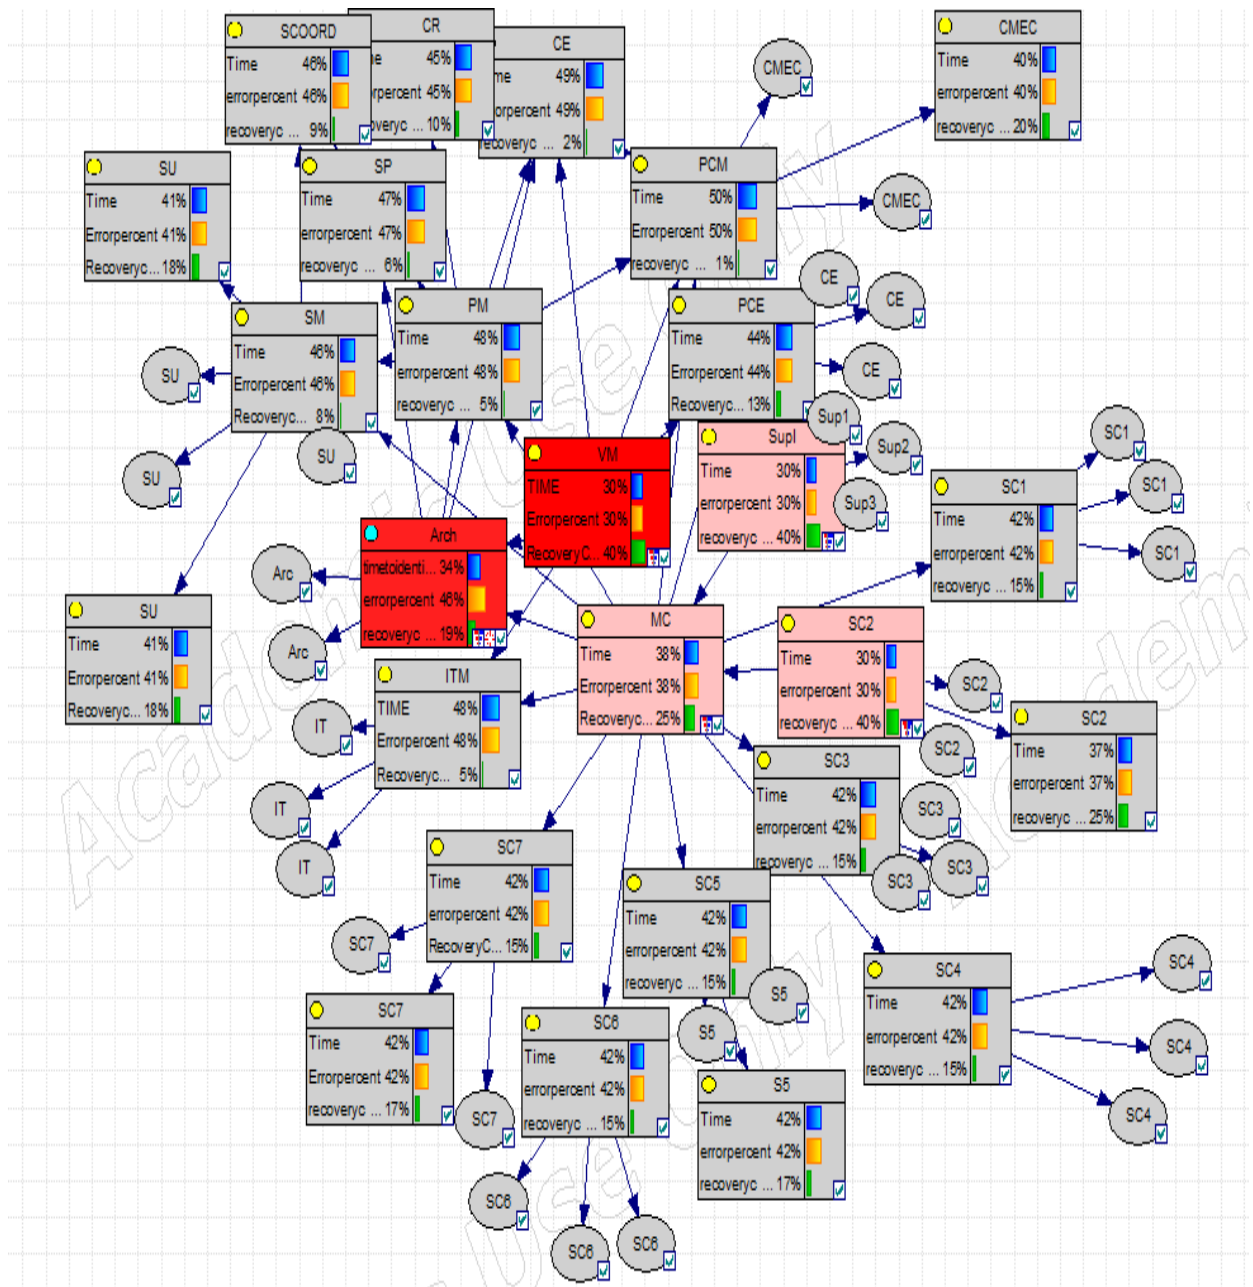 SCOORD
Time 46%
errorpercent 46%
recoveryc ... 9%
CR
45%
45%
10%
CE
49%
49%
2%
CMEC
CMEC
Time 40%
errorpercent 40%
recoveryc ... 20%
SU
Time 41%
Errorpercent 41%
Recoveryc... 18%
SP
Time 47%
errorpercent 47%
recoveryc ... 6%
PCM
Time 50%
Errorpercent 50%
recoveryc ... 1%
CMEC
SM
Time 46%
Errorpercent 46%
Recoveryc... 8%
PM
Time 48%
errorpercent 48%
recoveryc ... 5%
PCE
Time 44%
Errorpercent 44%
Recoveryc... 13%
CE
CE
CE
SU
SU
SU
VM
TIME 30%
Errorpercent 30%
RecoveryC... 40%
SupI
Time 30%
errorpercent 30%
recoveryc ... 40%
Sup1
Sup2
Sup3
SC1
Time 42%
errorpercent 42%
recoveryc ... 15%
SC1
SC1
SC1
Arch
timetoidenti... 34%
errorpercent 46%
recoveryc ... 19%
Arc
Arc
SU
Time 41%
Errorpercent 41%
Recoveryc... 18%
MC
Time 38%
Errorpercent 38%
Recoveryc... 25%
SC2
Time 30%
errorpercent 30%
recoveryc ... 40%
SC2
SC2
SC2
Time 37%
errorpercent 37%
recoveryc ... 25%
ITM
TIME 48%
Errorpercent 48%
Recoveryc... 5%
IT
IT
IT
SC3
Time 42%
errorpercent 42%
recoveryc ... 15%
SC3
SC3
SC3
SC7
Time 42%
errorpercent 42%
RecoveryC... 15%
SC7
SC5
Time 42%
errorpercent 42%
recoveryc ... 15%
S5
S5
SC4
Time 42%
errorpercent 42%
recoveryc ... 15%
SC4
SC4
SC4
SC7
Time 42%
Errorpercent 42%
recoveryc ... 17%
SC7
SC6
Time 42%
errorpercent 42%
recoveryc ... 15%
S5
Time 42%
errorpercent 42%
recoveryc ... 17%
SC6
SC6
SC6